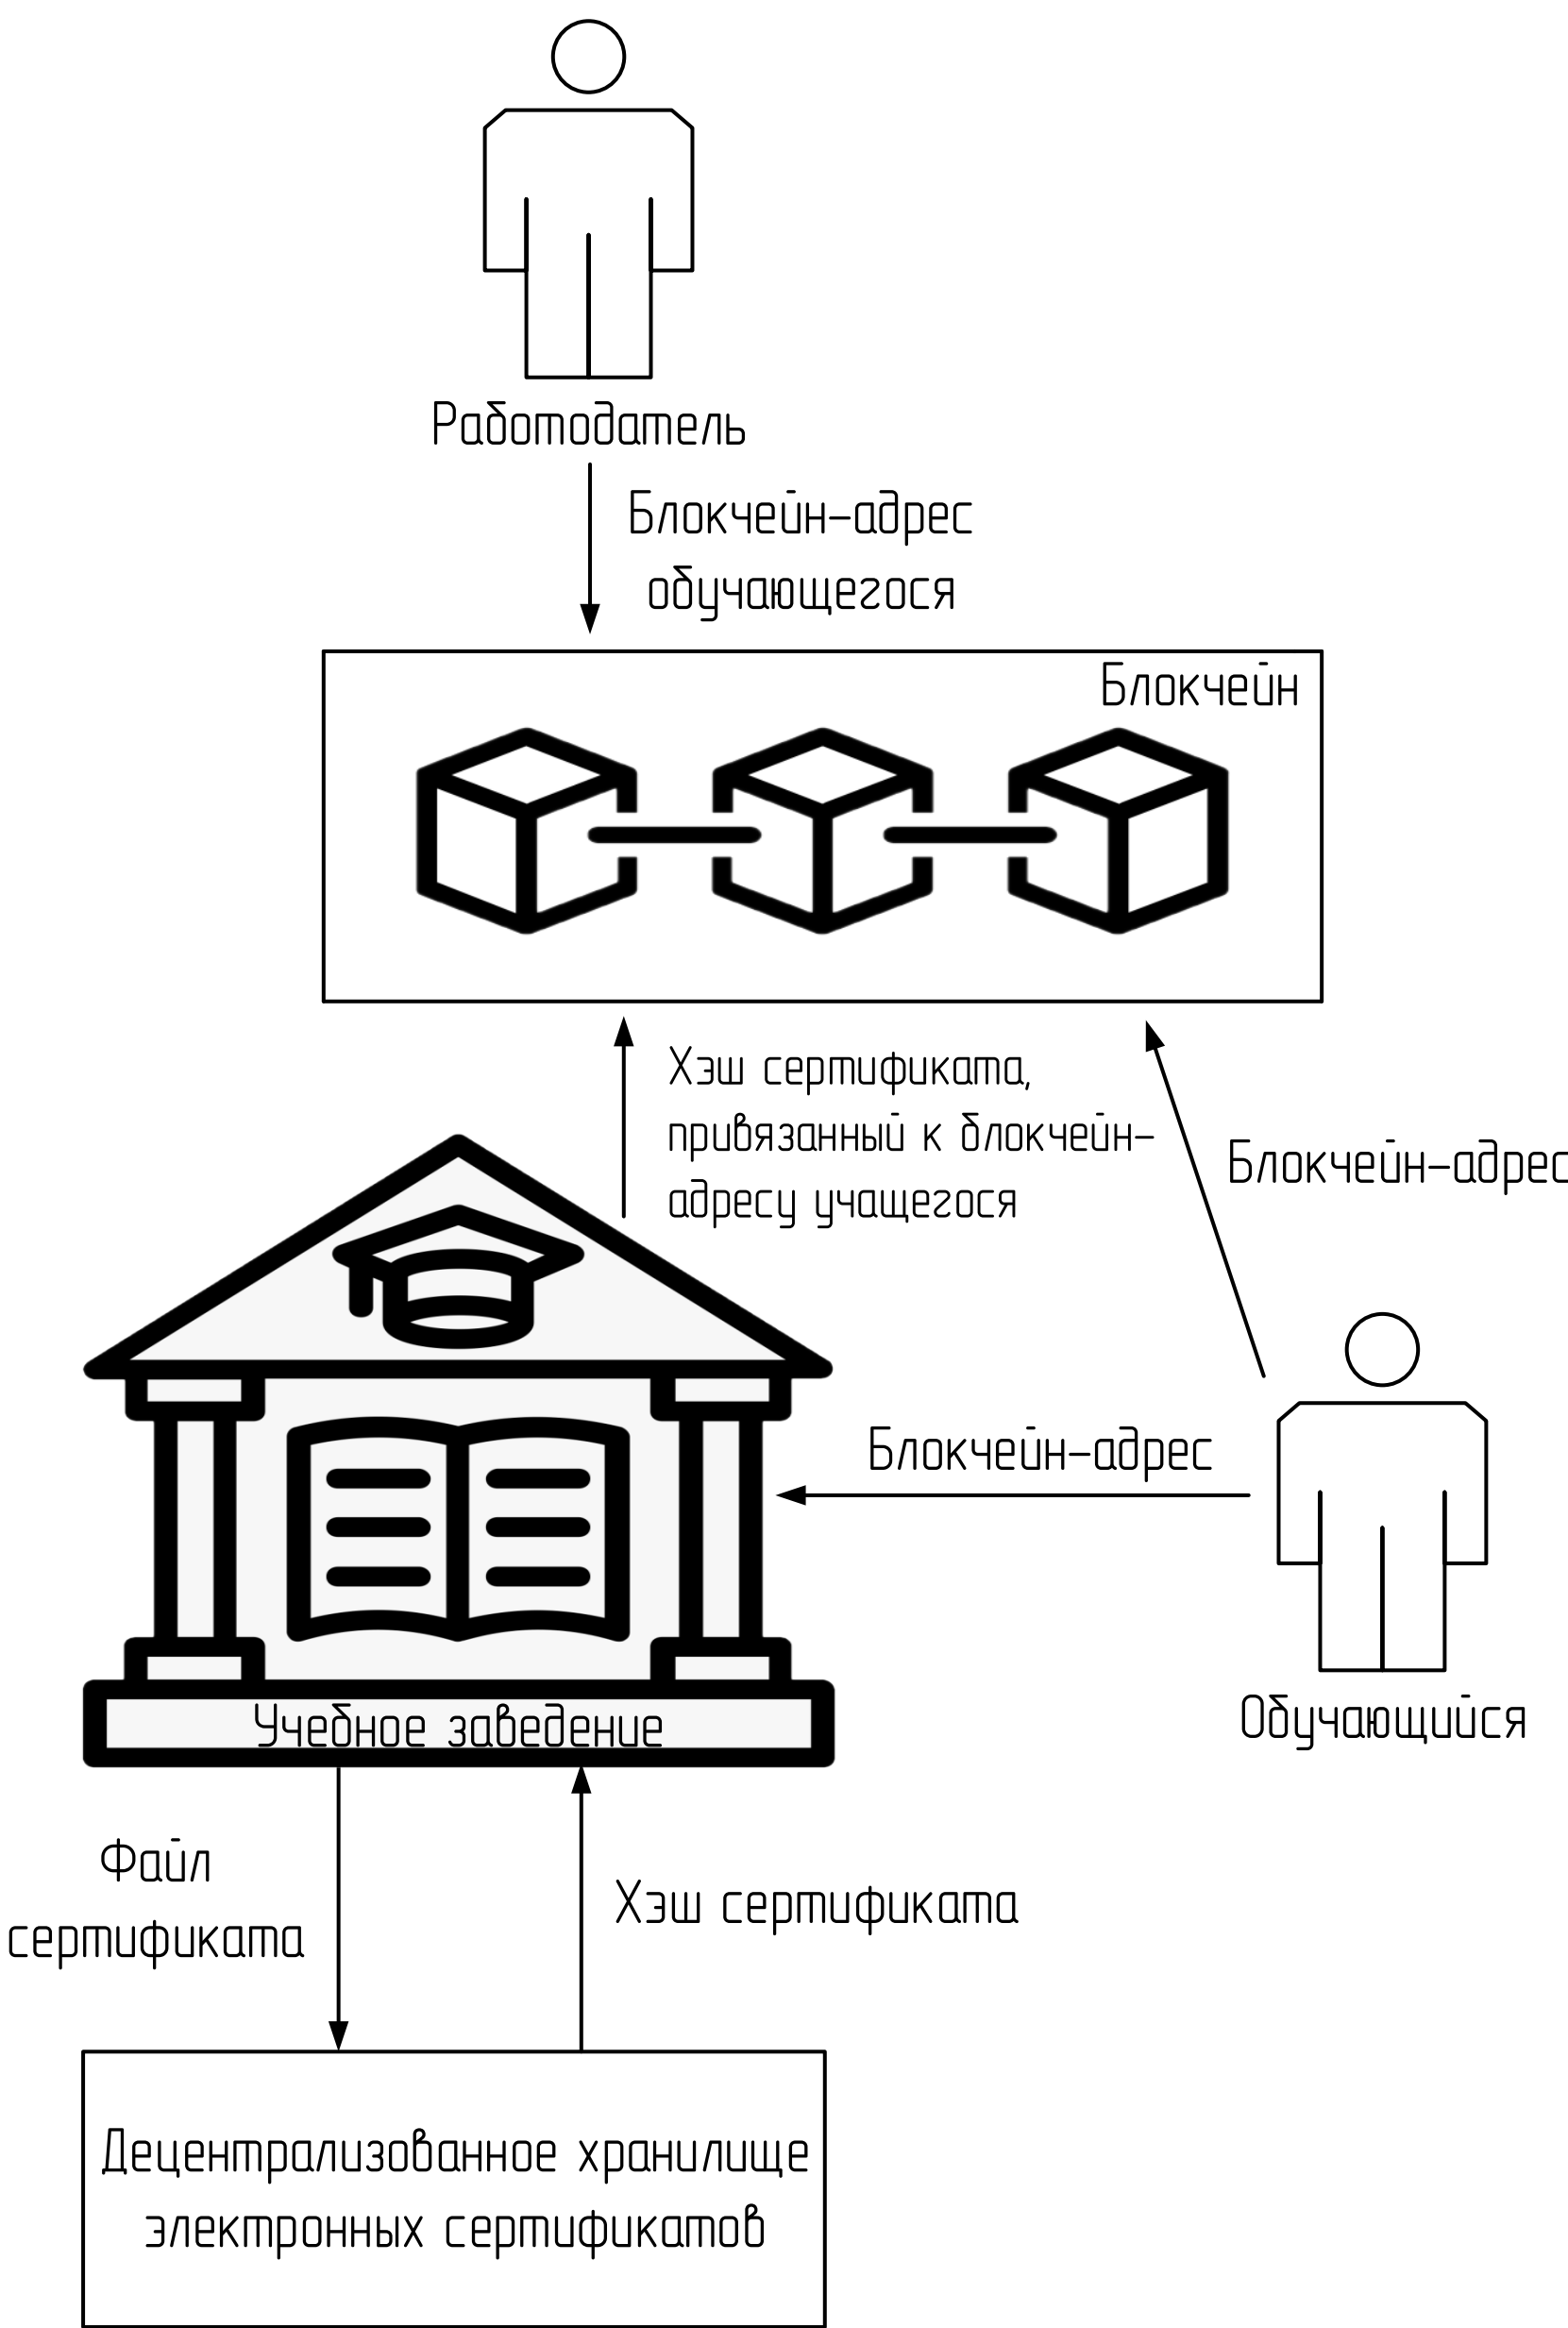 Работодатель
Блокчейн-адрес
обучающегося
Блокчейн
Хэш сертификата,
привязанный к блокчейн-
адресу учащегося
Блокчейн-адрес
Блокчейн-адрес
Обучающийся
Учебное заведение
Файл
сертификата
Хэш сертификата
Децентрализованное хранилище
электронных сертификатов